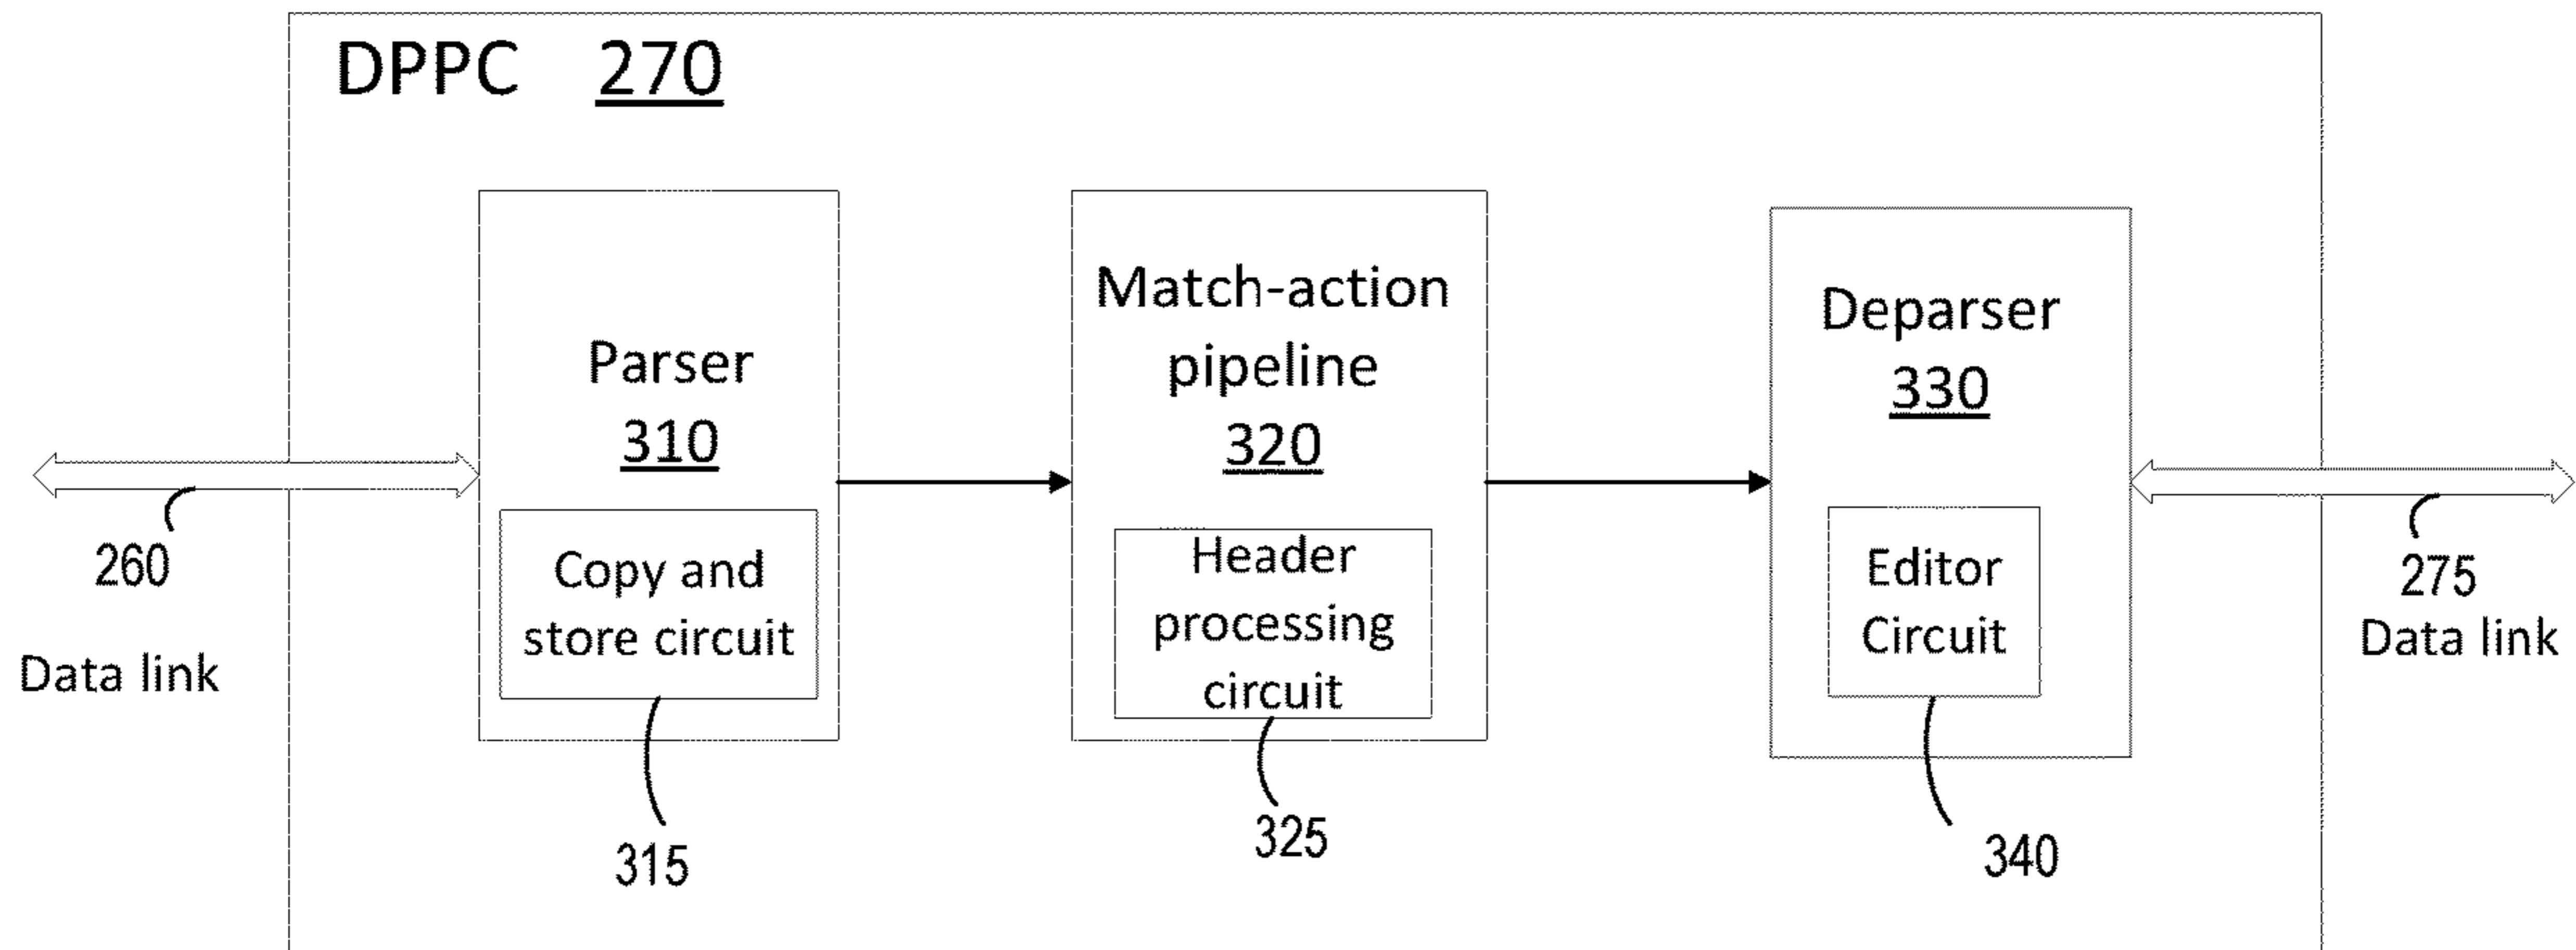 DPPC 270
Parser
310
Copy and
store circuit
315
Match-action
pipeline
320
Header
processing
circuit
325
Deparser
330
Editor
Circuit
340
260
Data link
275
Data link